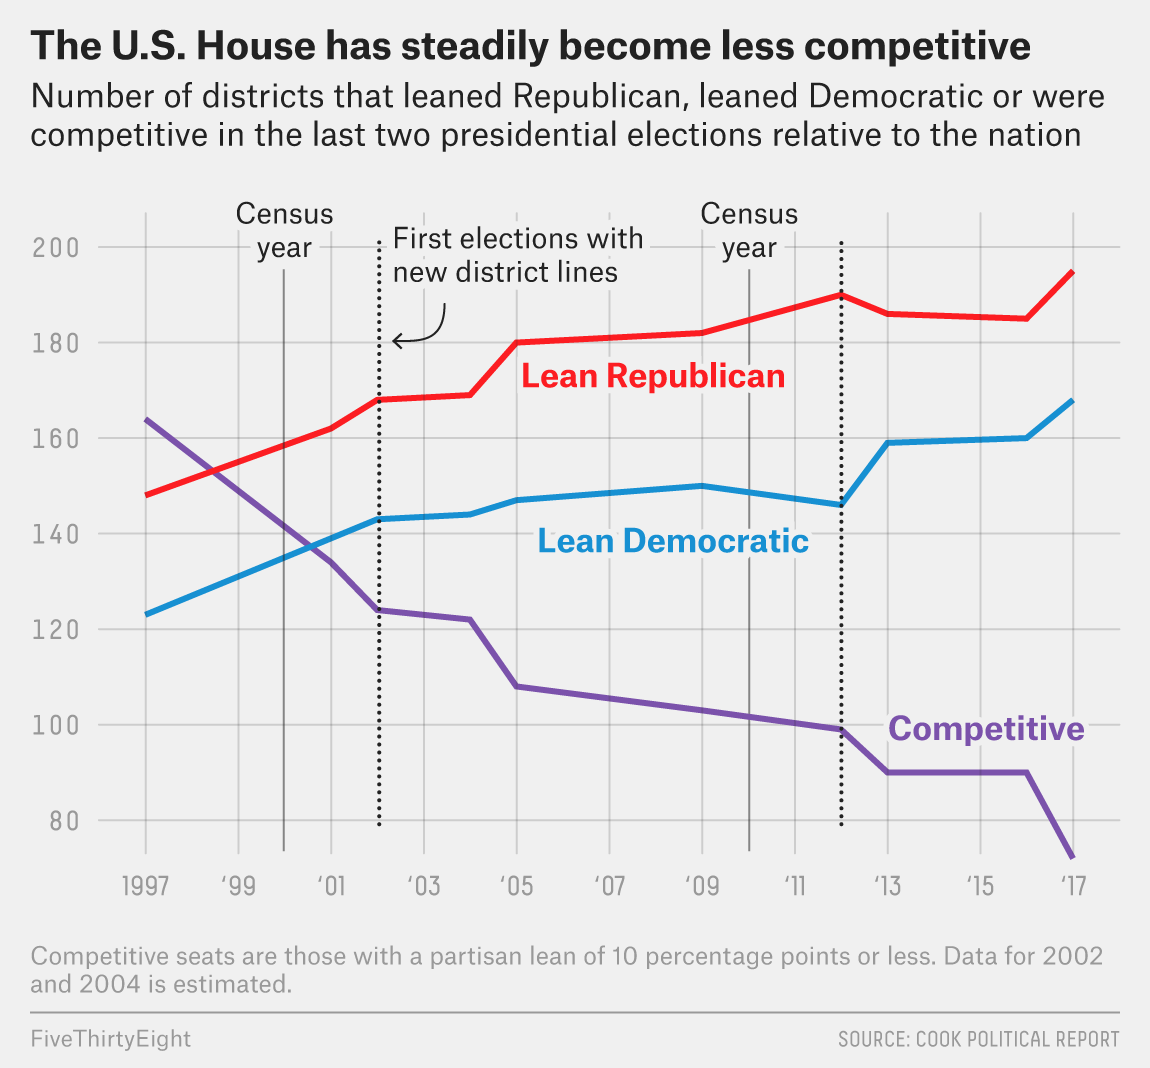 The U.S. House has steadily become less competitive
Number of districts that leaned Republican, leaned Democratic or were
competitive in the last two presidential elections relative to the nation
Census
year
First elections with
new district lines
Census
year
200
180
160
140
120
100
80
Lean Republican
Lean Democratic
Competitive
1997 ‘99 ‘01 ‘03 ‘05 ‘07 ‘09 ‘11 ‘13 ‘15 ‘17
Competitive seats are those with a partisan lean of 10 percentage points or less. Data for 2002
and 2004 is estimated.
FiveThirtyEight
SOURCE: COOK POLITICAL REPORT